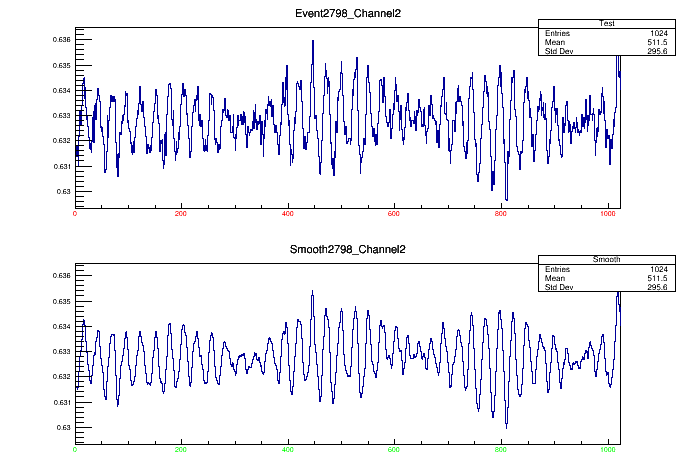 Event2798_Channel2
Test
Entries 1024
Mean 511.5
Std Dev 295.6
0.636
0.635
0.634
0.633
0.632
0.631
0.63
0 200 400 600 800 1000
Smooth2798_Channel2
Smooth
Entries 1024
Mean 511.5
Std Dev 295.6
0.636
0.635
0.634
0.633
0.632
0.631
0.63
0 200 400 600 800 1000